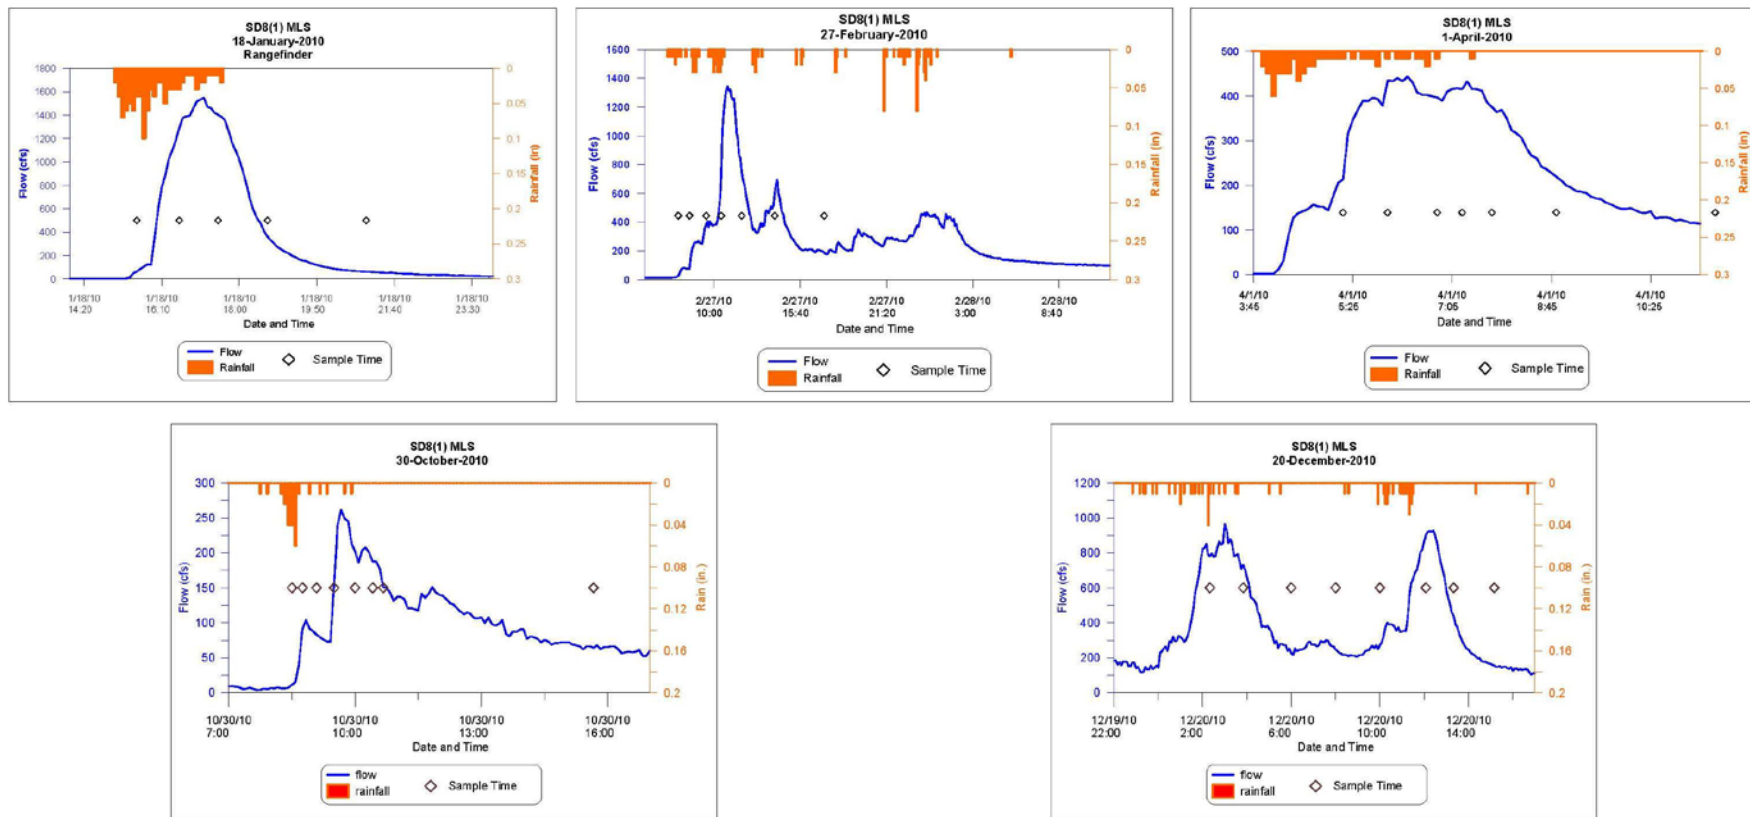 SD8(1) MLS
18-January-2010
Rangefinder
1800
1600
1400
1200
1000
800
600
400
200
0
Flow (cfs)
0
0.05
0.1
0.15
0.2
0.25
0.3
Rainfall (in)
1/18/10 1/18/10 1/18/10 1/18/10 1/18/10 1/18/10
14:20 16:10 18:00 19:50 21:40 23:30
Date and Time
Flow
Rainfall
Sample Time
SD8(1) MLS
27-February-2010
1600
1400
1200
1000
800
600
400
200
0
Flow (cfs)
0
0.05
0.1
0.15
0.2
0.25
0.3
Rainfall (in)
2/27/10 2/27/10 2/27/10 2/28/10 2/28/10
10:00 15:40 21:20 3:00 8:40
Date and Time
Flow
Rainfall
Sample Time
SD8(1) MLS
1-April-2010
500
400
300
200
100
0
Flow (cfs)
0
0.05
0.1
0.15
0.2
0.25
0.3
Rainfall (in)
4/1/10 4/1/10 4/1/10 4/1/10 4/1/10
3:45 5:25 7:05 8:45 10:25
Date and Time
Flow
Rainfall
Sample Time
SD8(1) MLS
30-October-2010
300
250
200
150
100
50
0
Flow (cfs)
0
0.04
0.08
0.12
0.16
0.2
Rain (in.)
10/30/10 10/30/10 10/30/10 10/30/10
7:00 10:00 13:00 16:00
Date and Time
flow
rainfall
Sample Time
SD8(1) MLS
20-December-2010
1200
1000
800
600
400
200
0
Flow (cfs)
0
0.04
0.08
0.12
0.16
0.2
Rain (in.)
12/19/10 12/20/10 12/20/10 12/20/10 12/20/10
22:00 2:00 6:00 10:00 14:00
Date and Time
flow
rainfall
Sample Time